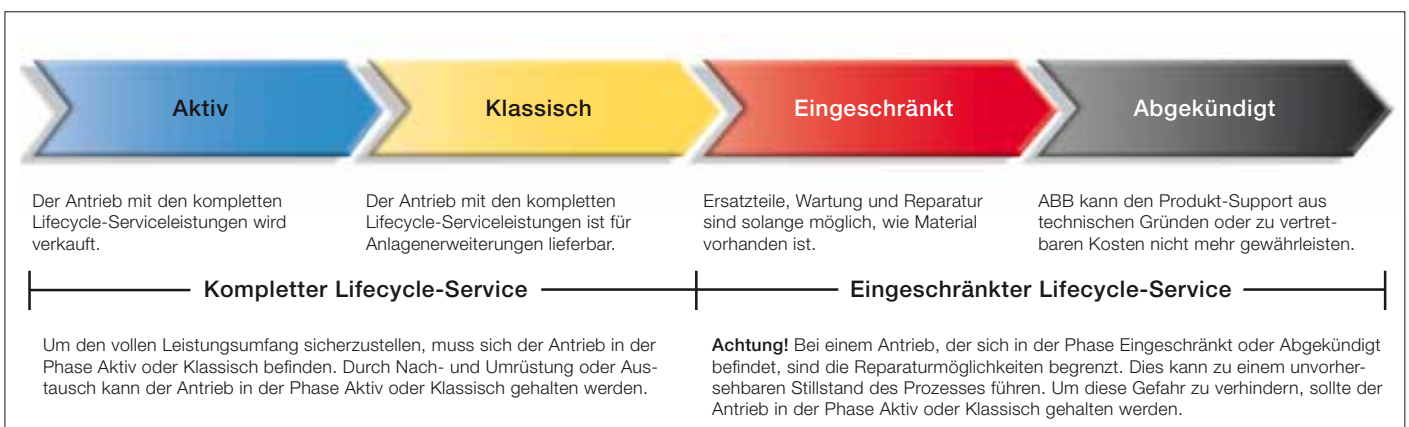 Aktiv
Klassisch
Eingeschränkt
Abgekündigt
Der Antrieb mit den kompletten
Lifecycle-Serviceleistungen wird
verkauft.
Der Antrieb mit den kompletten
Lifecycle-Serviceleistungen ist für
Anlagenerweiterungen lieferbar.
Ersatzteile, Wartung und Reparatur
sind solange möglich, wie Material
vorhanden ist.
ABB kann den Produkt-Support aus
technischen Gründen oder zu vertret-
baren Kosten nicht mehr gewährleisten.
Kompletter Lifecycle-Service
Eingeschränkter Lifecycle-Service
Um den vollen Leistungsumfang sicherzustellen, muss sich der Antrieb in der
Phase Aktiv oder Klassisch befinden. Durch Nach- und Umrüstung oder Aus-
tausch kann der Antrieb in der Phase Aktiv oder Klassisch gehalten werden.
Achtung! Bei einem Antrieb, der sich in der Phase Eingeschränkt oder Abgekündigt
befindet, sind die Reparaturmöglichkeiten begrenzt. Dies kann zu einem unvorher-
sehbaren Stillstand des Prozesses führen. Um diese Gefahr zu verhindern, sollte der
Antrieb in der Phase Aktiv oder Klassisch gehalten werden.